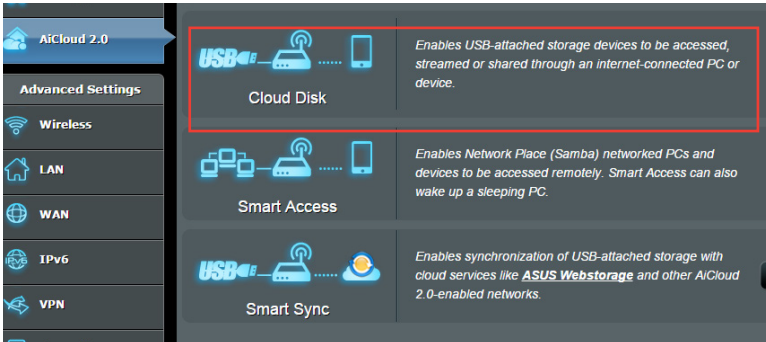 AiCloud 2.0
Advanced Settings
Wireless
LAN
WAN
IPv6
IPv6
VPN
USB
Cloud Disk
Enables USB-attached storage devices to be accessed,
streamed or shared through an internet-connected PC or
device.
Smart Access
Enables Network Place (Samba) networked PCs and
devices to be accessed remotely. Smart Access can also
wake up a sleeping PC.
USB
Smart Sync
Enables synchronization of USB-attached storage with
cloud services like ASUS Webstorage and other AiCloud
2.0-enabled networks.